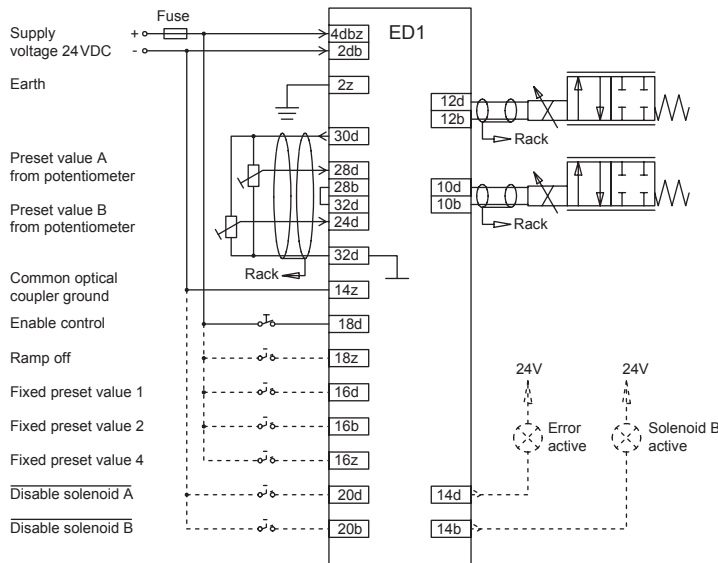 Fuse
Supply
voltage 24VDC
+
-
4dbz
2db
ED1
Earth
2z
12d
12b
Rack
30d
Preset value A
from potentiometer
28d
28b
32d
Preset value B
from potentiometer
24d
10d
10b
Rack
32d
Rack
Common optical
coupler ground
14z
Enable control
18d
Ramp off
18z
24V
24V
Fixed preset value 1
16d
Fixed preset value 2
16b
Error
active
Solenoid B
active
Fixed preset value 4
16z
Disable solenoid A
20d
14d
Disable solenoid B
20b
14b